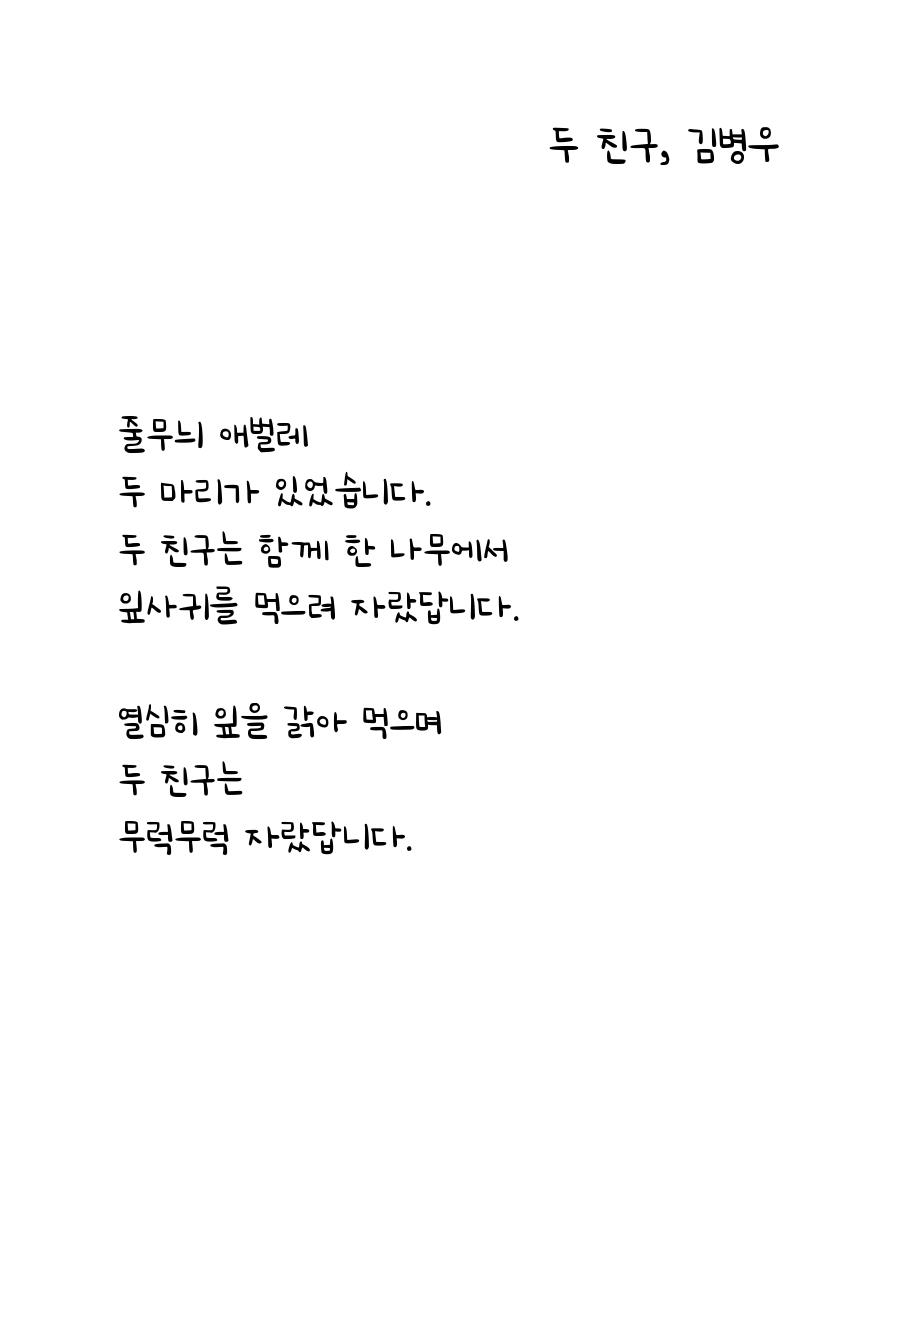 두 친구, 김병우
줄무늬 애벌레
두 마리가 있었습니다.
두 친구는 함께 한 나무에서
잎사귀를 먹으려 자랐답니다.
열심히 잎을 갉아 먹으며
두 친구는
무럭무럭 자랐답니다.